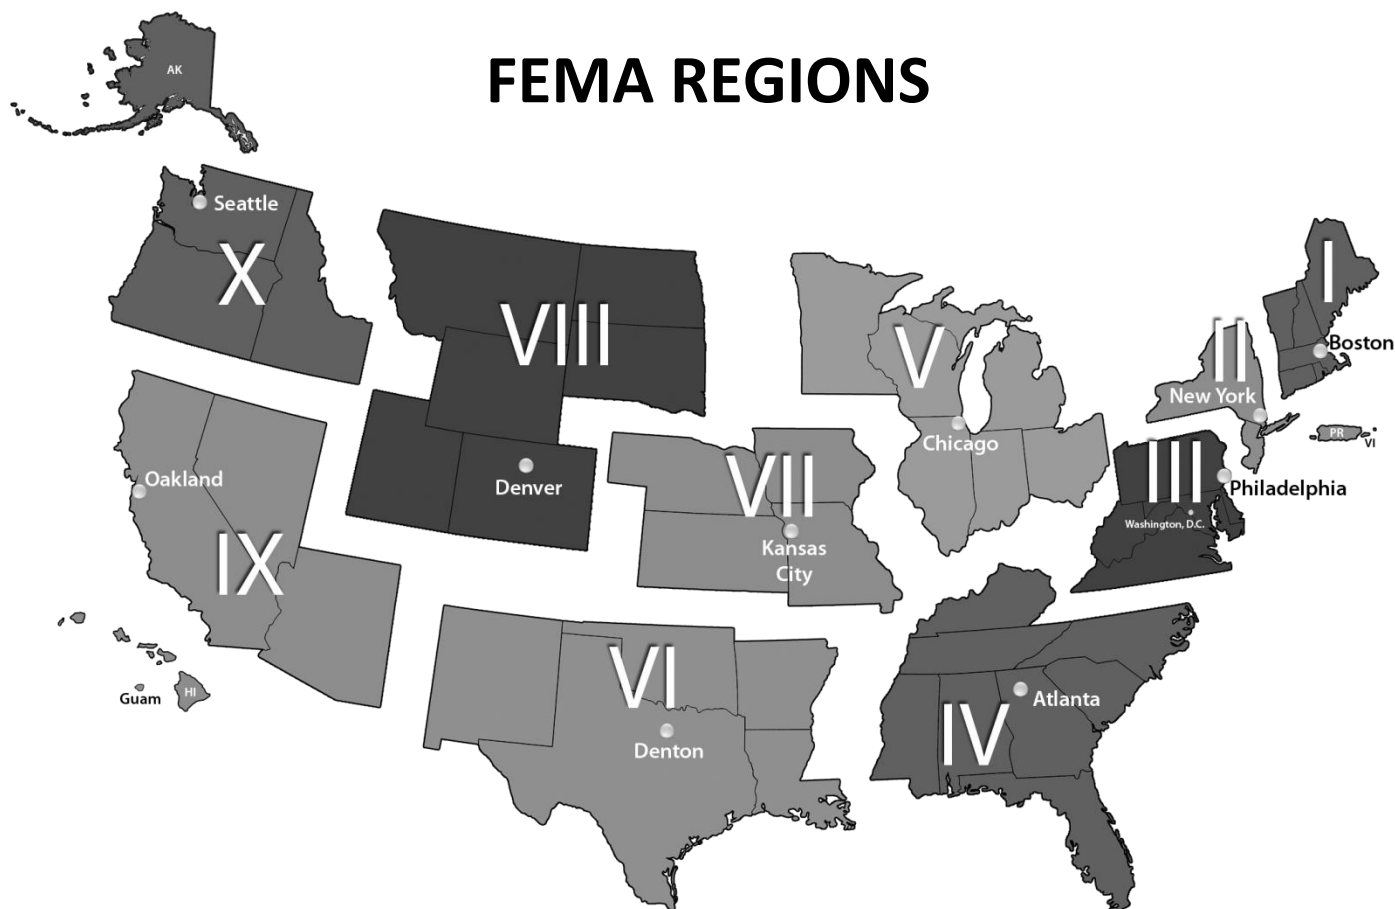 FEMA REGIONS
AK
Seattle
X
VIII
V
I
II
Boston
New York
PR
VI
Chicago
III
Philadelphia
Washington, D.C.
Denver
VII
Kansas
City
Oakland
IX
HI
Guam
VI
Denton
IV
Atlanta